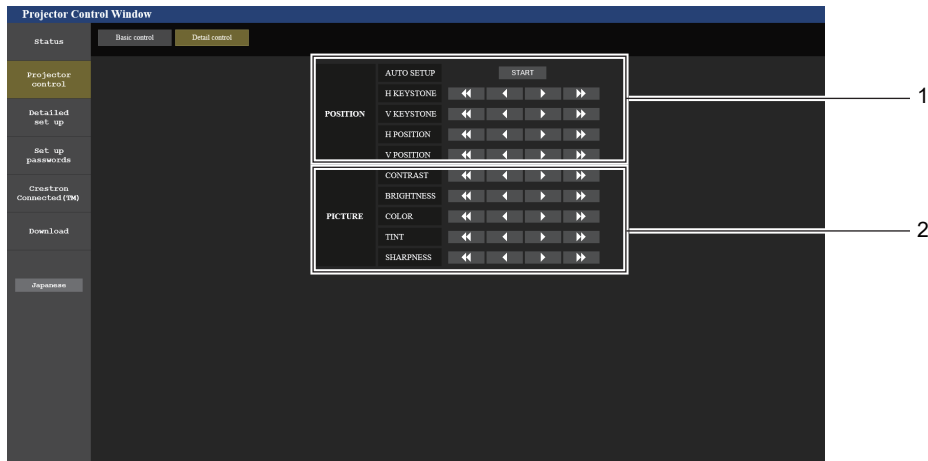 Projector Control Window
Status
Basic control
Detail control
Projector
control
Detailed
set up
Set up
passwords
Crestron
Connected(TM)
Download
Japanese
POSITION
AUTO SETUP
START
H KEYSTONE
V KEYSTONE
H POSITION
V POSITION
PICTURE
CONTRAST
BRIGHTNESS
COLOR
TINT
SHARPNESS
1
2